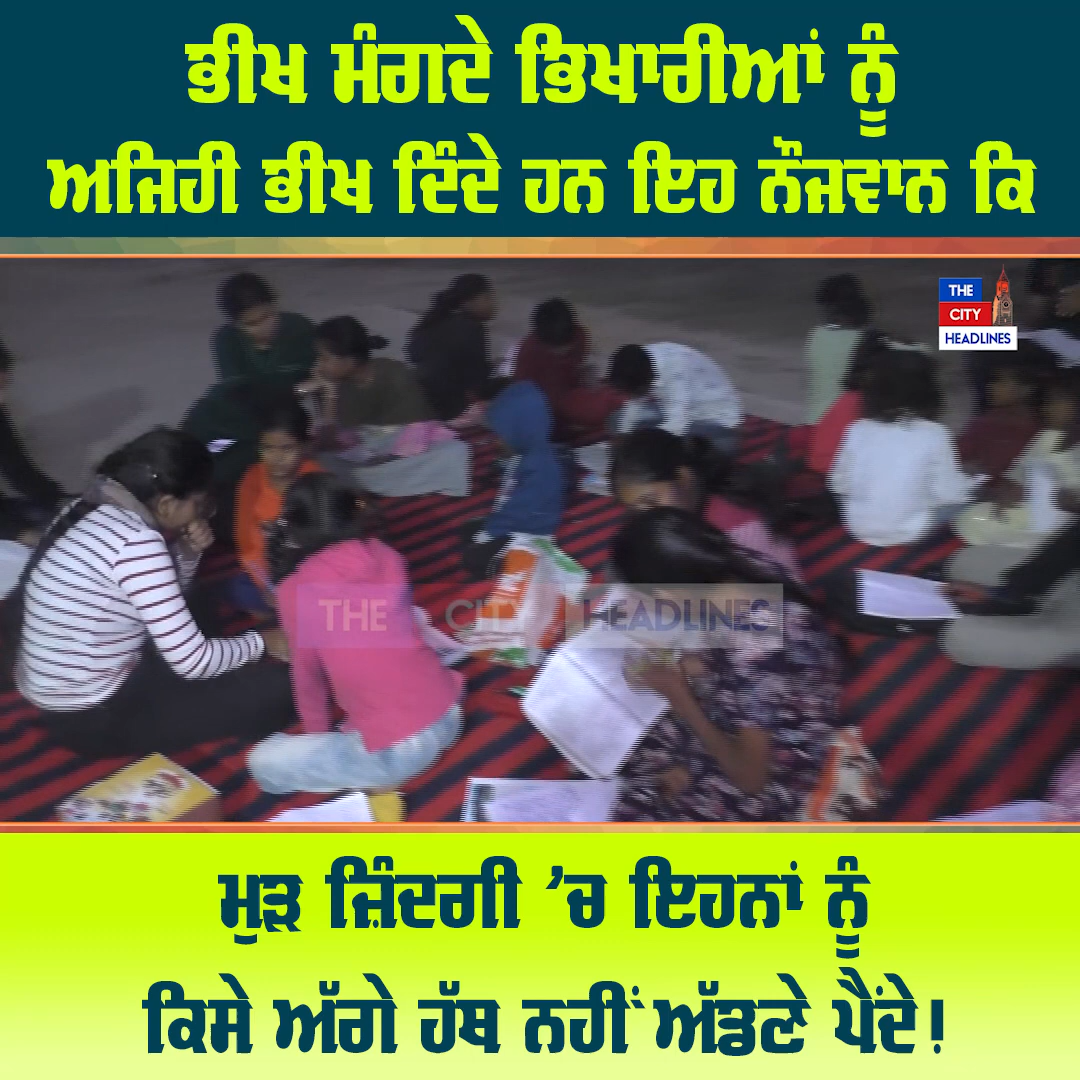 ਭੀਖ ਮੰਗਦੇ ਭਿਖਾਰੀਆਂ ਨੂੰ
ਅਜਿਹੀ ਭੀਖ ਦਿੰਦੇ ਹਨ ਇਹ ਨੌਜਵਾਨ ਕਿ
THE
CITY
HEADLINES
THE CITY HEADLINES
ਮੁੜ ਜ਼ਿੰਦਗੀ ’ਚ ਇਹਨਾਂ ਨੂੰ
ਕਿਸੇ ਅੱਗੇ ਹੱਥ ਨਹੀਂ ਅੱਡਣੇ ਪੈਂਦੇ!